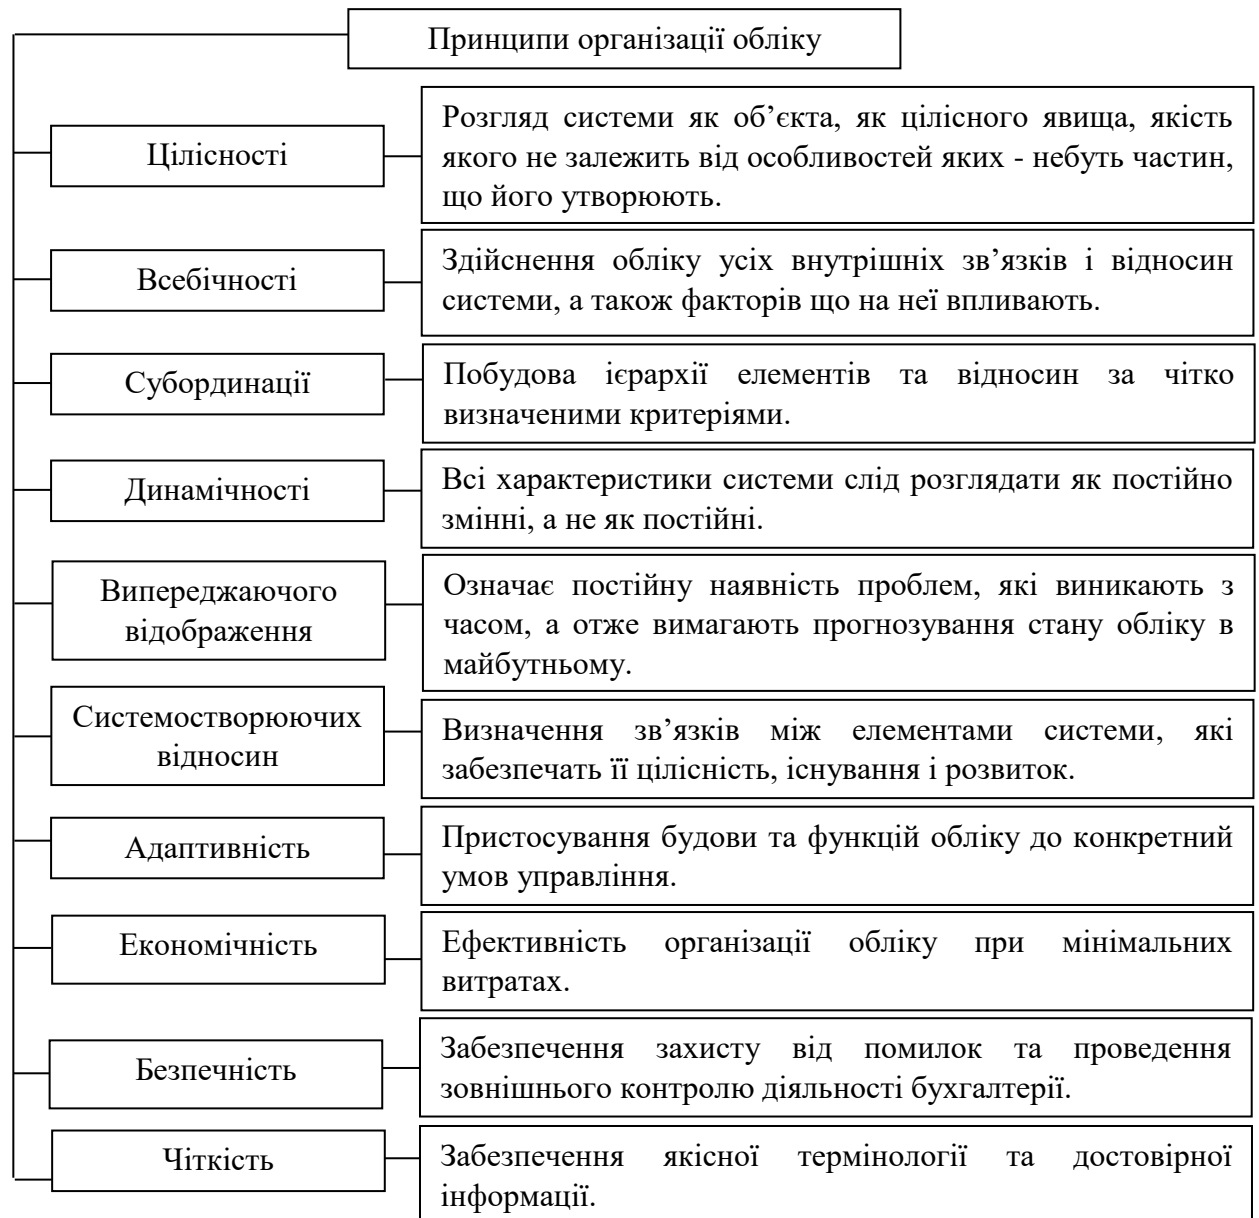 Принципи організації обліку
Цілісності
Розгляд системи як об’єкта, як цілісного явища, якість
якого не залежить від особливостей яких - небуть частин,
що його утворюють.
Всебічності
Здійснення обліку усіх внутрішніх зв’язків і відносин
системи, а також факторів що на неї впливають.
Субординації
Побудова ієрархії елементів та відносин за чітко
визначеними критеріями.
Динамічності
Всі характеристики системи слід розглядати як постійно
змінні, а не як постійні.
Випереджаючого
відображення
Означає постійну наявність проблем, які виникають з
часом, а отже вимагають прогнозування стану обліку в
майбутньому.
Системостворюючих
відносин
Визначення зв’язків між елементами системи, які
забезпечать її цілісність, існування і розвиток.
Адаптивність
Пристосування будови та функцій обліку до конкретний
умов управління.
Економічність
Ефективність організації обліку при мінімальних
витратах.
Безпечність
Забезпечення захисту від помилок та проведення
зовнішнього контролю діяльності бухгалтерії.
Чіткість
Забезпечення якісної термінології та достовірної
інформації.